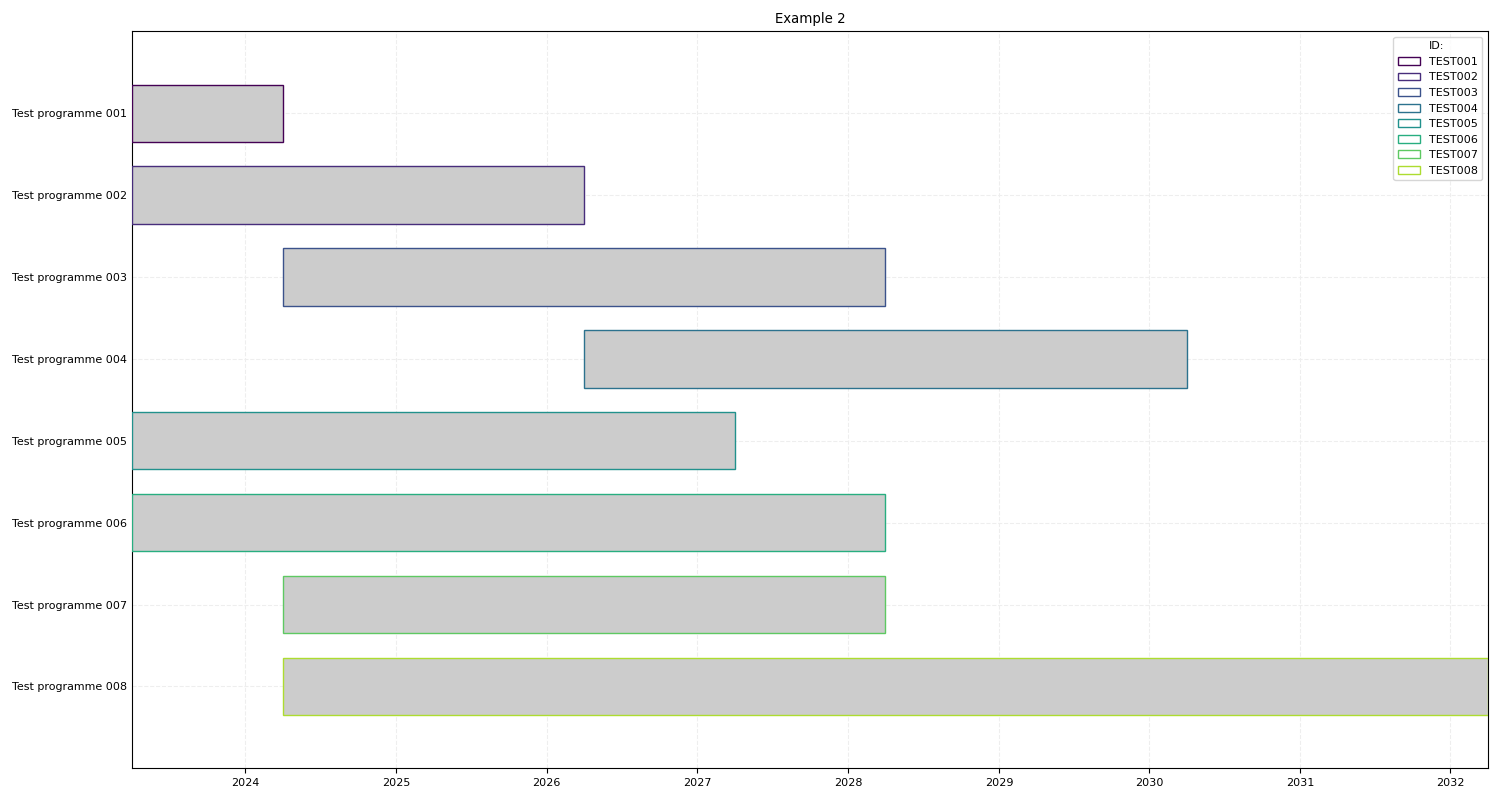 Example 2
ID:
TEST001
TEST002
TEST003
TEST004
TEST005
TEST006
TEST007
TEST008
Test programme 001
Test programme 002
Test programme 003
Test programme 004
Test programme 005
Test programme 006
Test programme 007
Test programme 008
2024 2025 2026 2027 2028 2029 2030 2031 2032